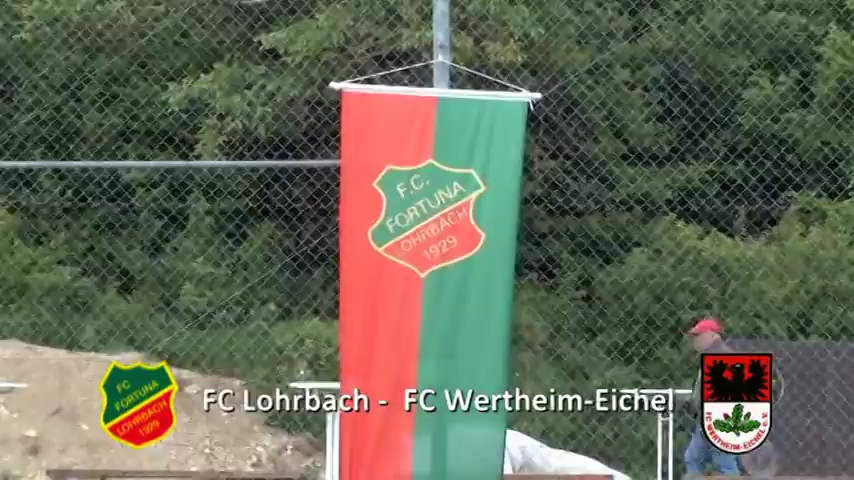 F.C.
FORTUNA
LOHRBACH
1929
FC
FORTUNA
LOHRBACH
1929
FC Lohrbach - FC Wertheim-Eichel
FC WERTHEIM-EICHEL e.V.